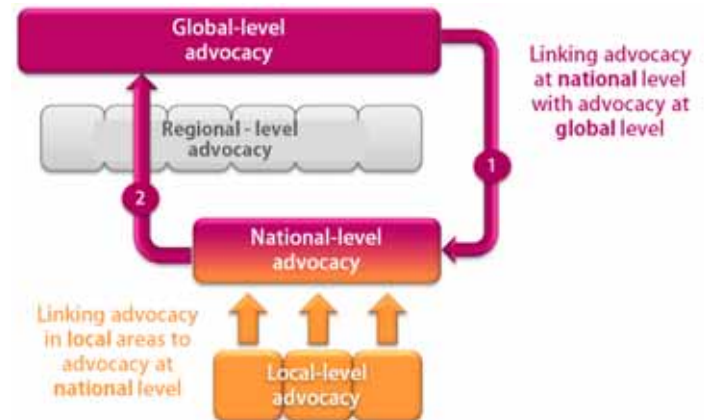 Global-level
advocacy
Linking advocacy
at national level
with advocacy at
global level
Regional - level
advocacy
1
2
National-level
advocacy
Linking advocacy
in local areas to
advocacy at
national level
Local-level
advocacy